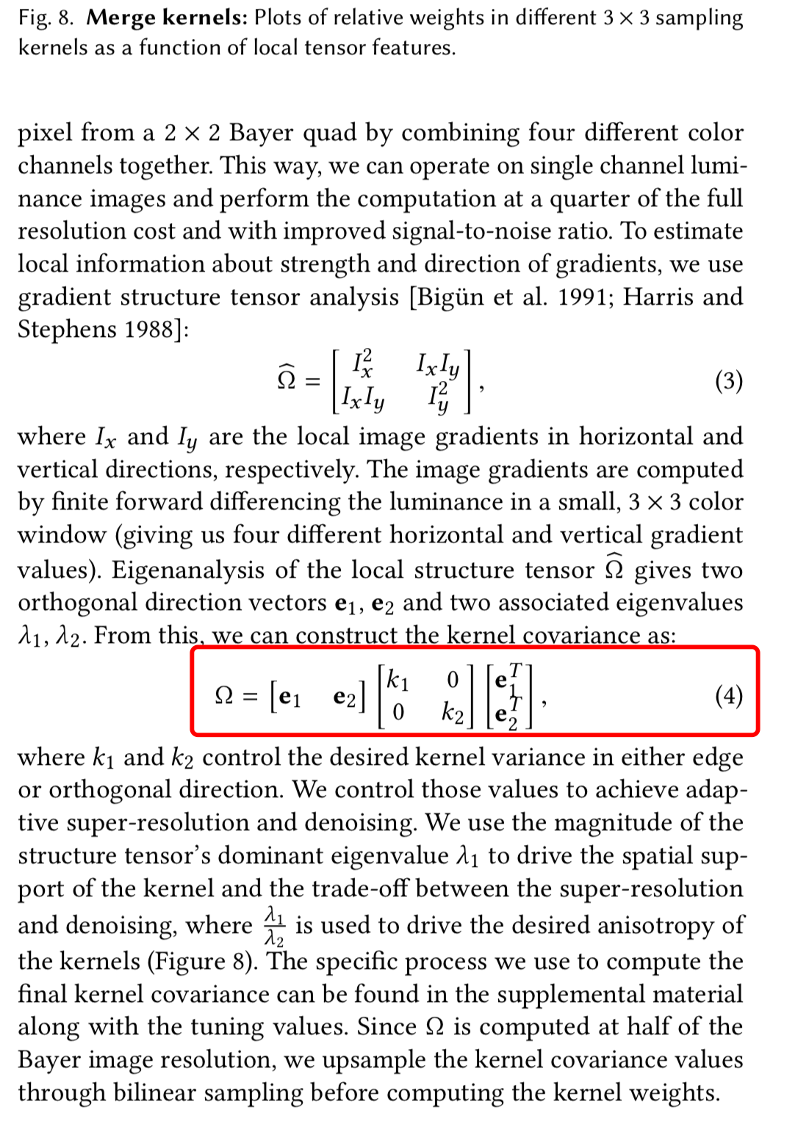 Fig. 8. Merge kernels: Plots of relative weights in different 3 × 3 sampling
kernels as a function of local tensor features.
pixel from a 2 × 2 Bayer quad by combining four different color
channels together. This way, we can operate on single channel lumi-
nance images and perform the computation at a quarter of the full
resolution cost and with improved signal-to-noise ratio. To estimate
local information about strength and direction of gradients, we use
gradient structure tensor analysis [Bigün et al. 1991; Harris and
Stephens 1988]:
$\widehat{\Omega} = \begin{bmatrix} I_x^2 & I_xI_y \\ I_xI_y & I_y^2 \end{bmatrix},$ (3)
where $I_x$ and $I_y$ are the local image gradients in horizontal and
vertical directions, respectively. The image gradients are computed
by finite forward differencing the luminance in a small, 3 × 3 color
window (giving us four different horizontal and vertical gradient
values). Eigenanalysis of the local structure tensor $\widehat{\Omega}$ gives two
orthogonal direction vectors $\mathbf{e}_1$, $\mathbf{e}_2$ and two associated eigenvalues
$\lambda_1$, $\lambda_2$. From this, we can construct the kernel covariance as:
$\Omega = \begin{bmatrix} \mathbf{e}_1 & \mathbf{e}_2 \end{bmatrix} \begin{bmatrix} k_1 & 0 \\ 0 & k_2 \end{bmatrix} \begin{bmatrix} \mathbf{e}_1^T \\ \mathbf{e}_2^T \end{bmatrix},$ (4)
where $k_1$ and $k_2$ control the desired kernel variance in either edge
or orthogonal direction. We control those values to achieve adap-
tive super-resolution and denoising. We use the magnitude of the
structure tensor's dominant eigenvalue $\lambda_1$ to drive the spatial sup-
port of the kernel and the trade-off between the super-resolution
and denoising, where $\frac{\lambda_1}{\lambda_2}$ is used to drive the desired anisotropy of
the kernels (Figure 8). The specific process we use to compute the
final kernel covariance can be found in the supplemental material
along with the tuning values. Since $\Omega$ is computed at half of the
Bayer image resolution, we upsample the kernel covariance values
through bilinear sampling before computing the kernel weights.